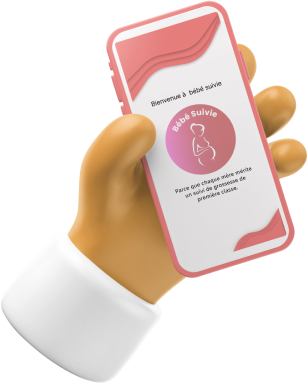 Bienvenue à bébé suivie
Bébé Suivie
Parce que chaque mère mérite
un suivi de grossesse de
première classe.